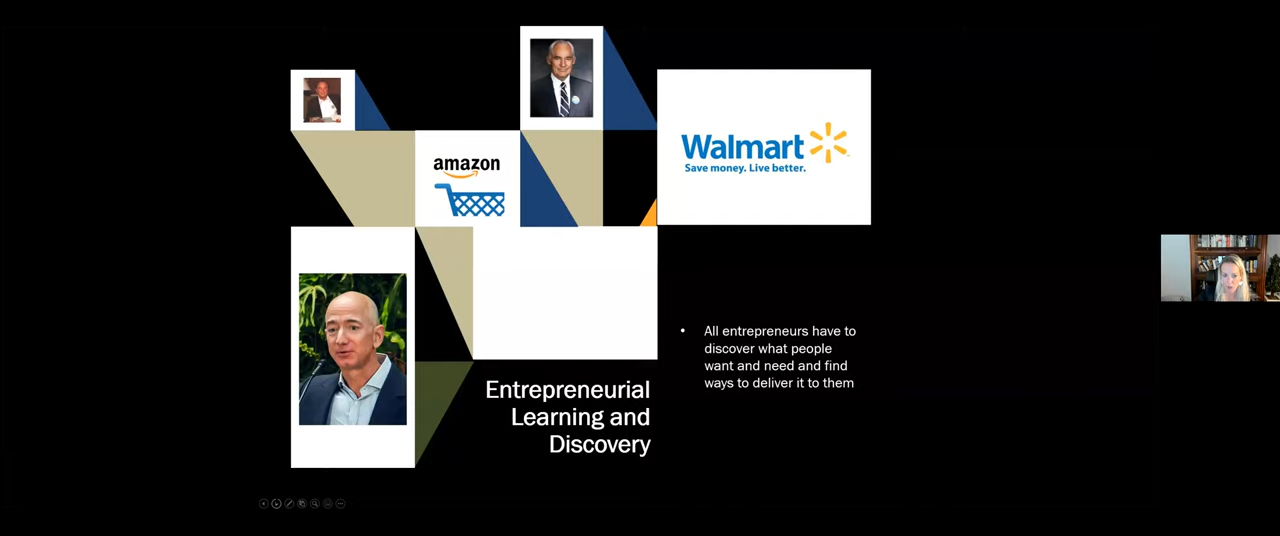 amazon
Walmart
Save money. Live better.
Entrepreneurial
Learning and
Discovery
• All entrepreneurs have to
discover what people
want and need and find
ways to deliver it to them